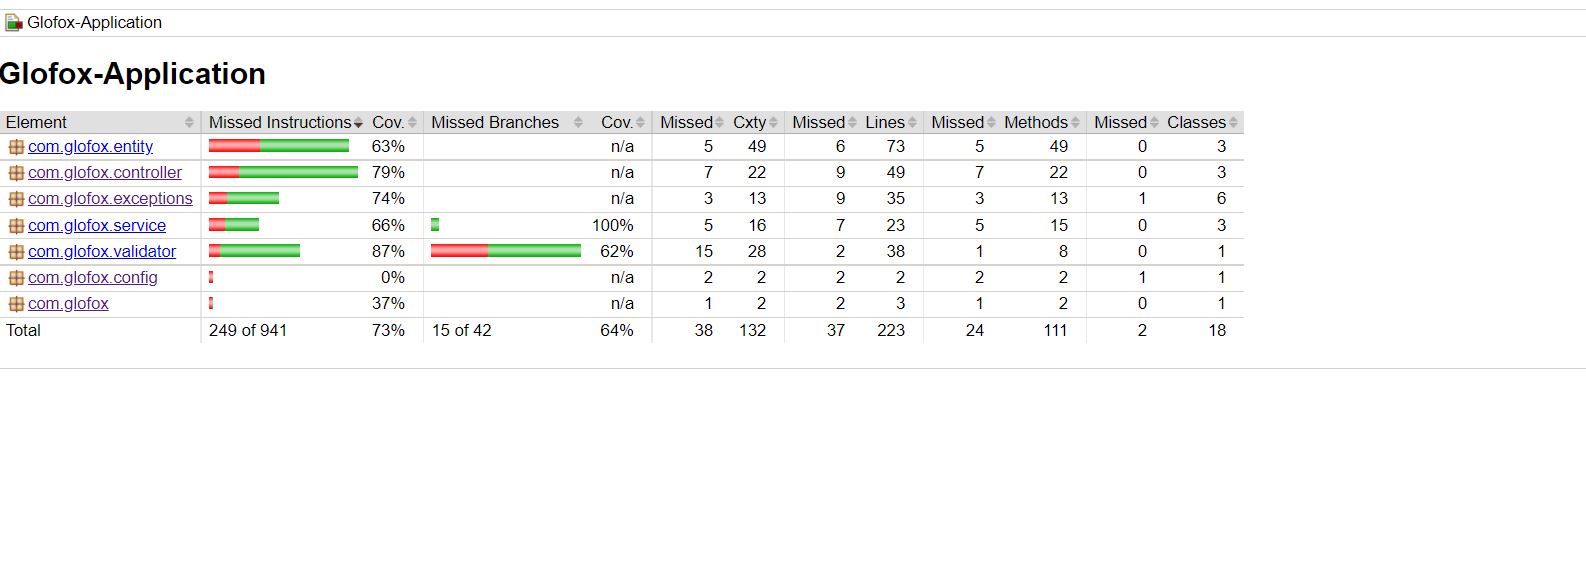 Glofox-Application
Glofox-Application
Element Missed Instructions Cov. Missed Branches Cov. Missed Cxty Missed Lines Missed Methods Missed Classes
com.glofox.entity 63% n/a 5 49 6 73 5 49 0 3
com.glofox.controller 79% n/a 7 22 9 49 7 22 0 3
com.glofox.exceptions 74% n/a 3 13 9 35 3 13 1 6
com.glofox.service 66% 100% 5 16 7 23 5 15 0 3
com.glofox.validator 87% 62% 15 28 2 38 1 8 0 1
com.glofox.config 0% n/a 2 2 2 2 2 2 1 1
com.glofox 37% n/a 1 2 2 3 1 2 0 1
Total 249 of 941 73% 15 of 42 64% 38 132 37 223 24 111 2 18